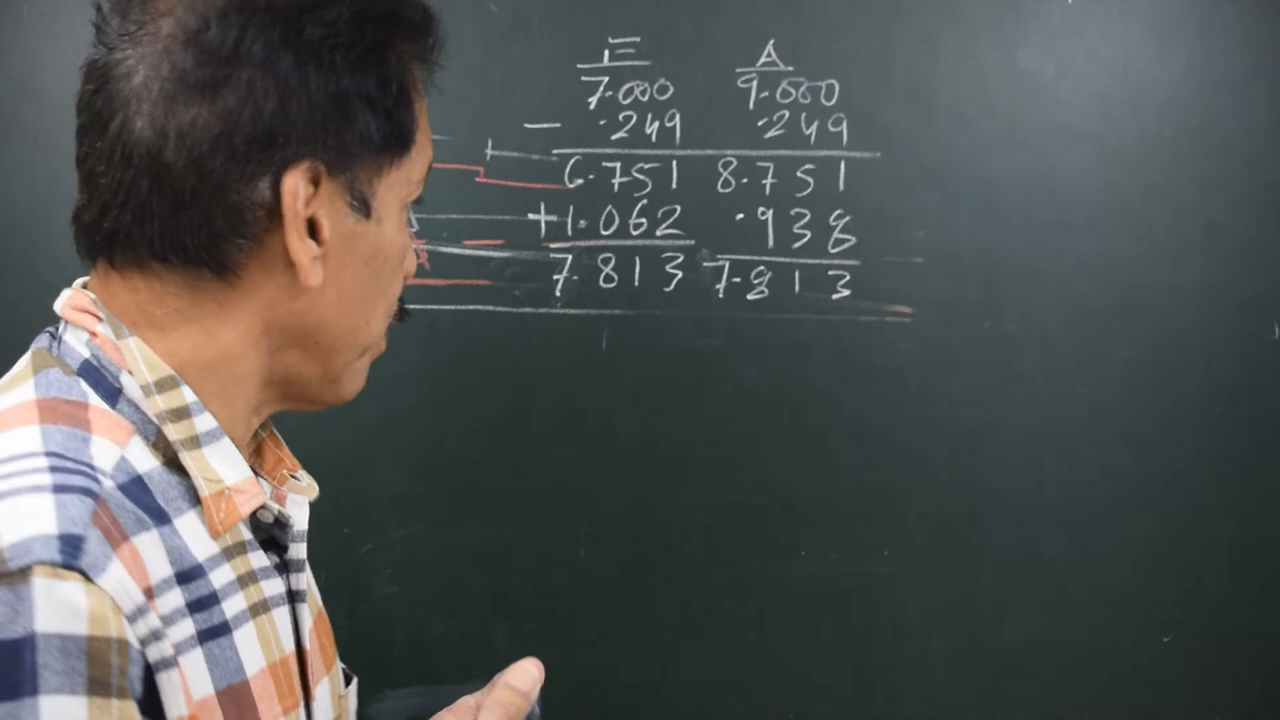 E A
7.000 9.000
- .249 .249
6.751 8.751
+1.062 .938
7.813 7.813